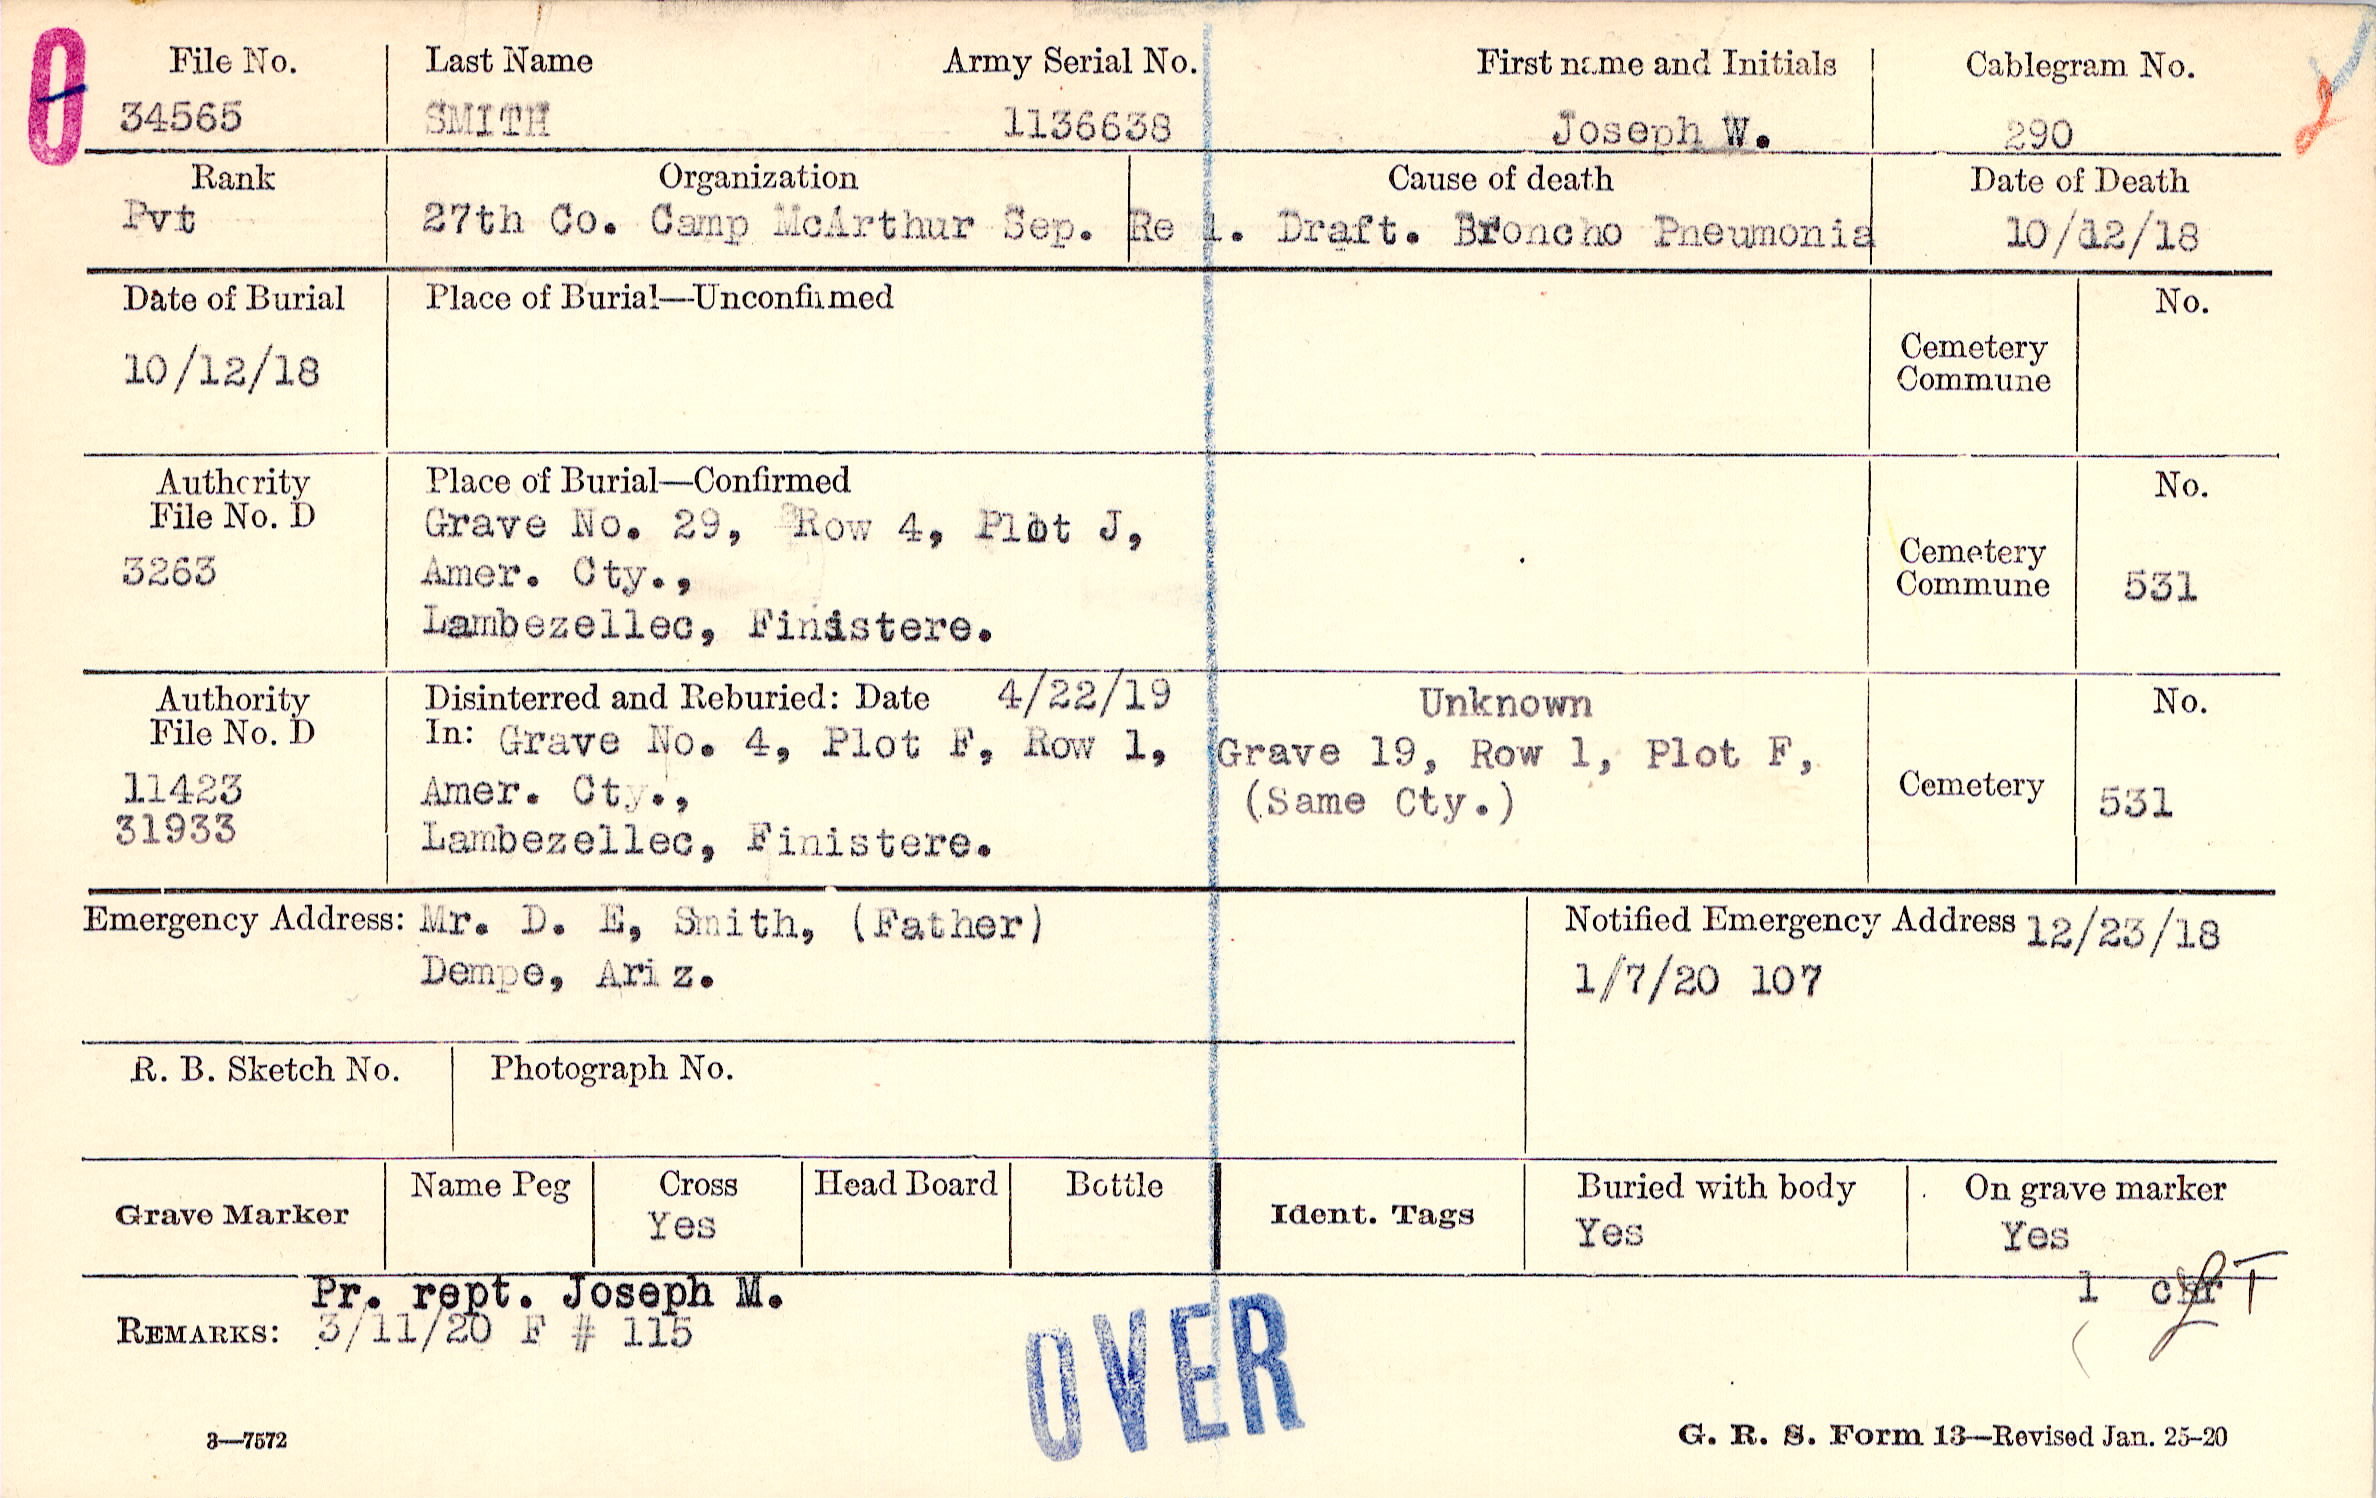 File No. Last Name Army Serial No. First name and Initials Cablegram No.
34565 SMITH 1136638 Joseph W. 290
Rank Organization Cause of death Date of Death
Pvt 27th Co. Camp McArthur Sep. Re l. Draft. Broncho Pneumonia 10/12/18
Date of Burial Place of Burial—Unconfirmed No.
10/12/18
Cemetery
Commune
Authority Place of Burial—Confirmed No.
File No. D Grave No. 29, Row 4, Plot J,
3263 Amer. Cty., Cemetery
Commune 531
Lambezellec, Finistere.
Authority Disinterred and Reburied: Date 4/22/19 Unknown No.
File No. D In: Grave No. 4, Plot F, Row 1, Grave 19, Row 1, Plot F,
11423 Amer. Cty., (Same Cty.) Cemetery 531
31933 Lambezellec, Finistere.
Emergency Address: Mr. D. E, Smith, (Father) Notified Emergency Address 12/23/18
Dempe, Ariz. 1/7/20 107
R. B. Sketch No. Photograph No.
Grave Marker Name Peg Cross Head Board Bottle Ident. Tags Buried with body On grave marker
Yes Yes Yes
Pr. rept. Joseph M. 1
REMARKS: 3/11/20 F # 115
OVER
3—7572 G. R. S. Form 13—Revised Jan. 25-20